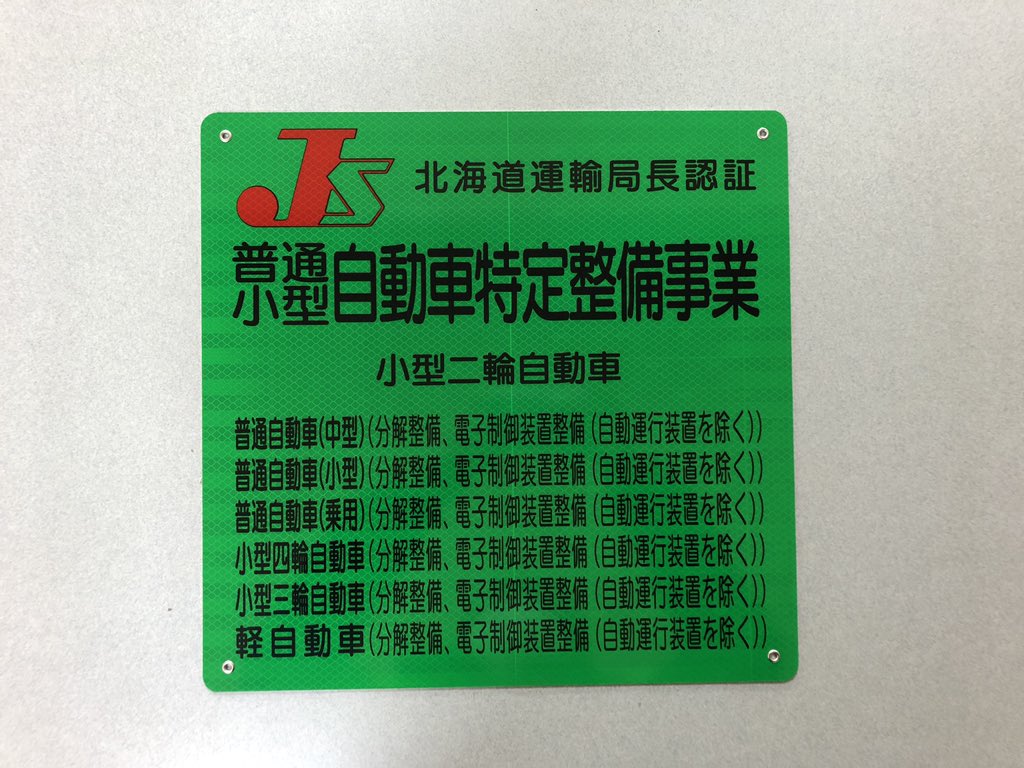 JS 北海道運輸局長認証
普通小型自動車特定整備事業
小型二輪自動車
普通自動車(中型)(分解整備、電子制御装置整備(自動運行装置を除く))
普通自動車(小型)(分解整備、電子制御装置整備(自動運行装置を除く))
普通自動車(乗用)(分解整備、電子制御装置整備(自動運行装置を除く))
小型四輪自動車(分解整備、電子制御装置整備(自動運行装置を除く))
小型三輪自動車(分解整備、電子制御装置整備(自動運行装置を除く))
軽自動車(分解整備、電子制御装置整備(自動運行装置を除く))